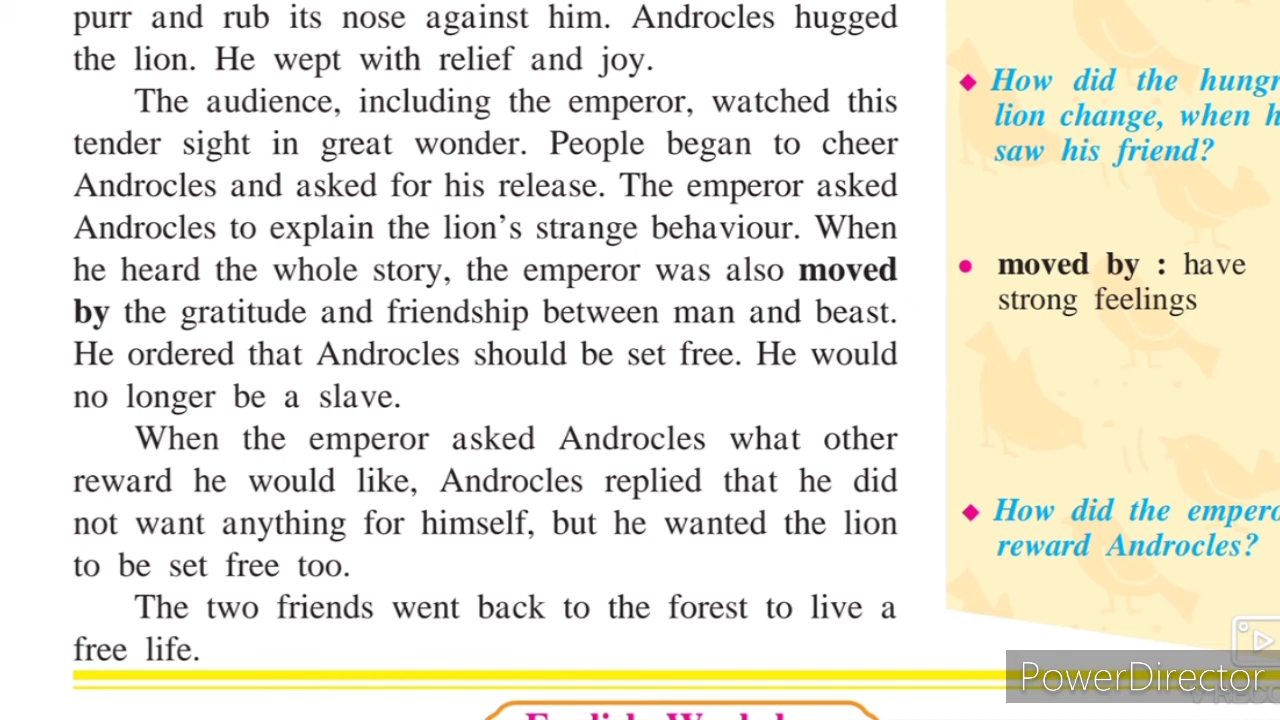 purr and rub its nose against him. Androcles hugged
the lion. He wept with relief and joy.
The audience, including the emperor, watched this
tender sight in great wonder. People began to cheer
Androcles and asked for his release. The emperor asked
Androcles to explain the lion's strange behaviour. When
he heard the whole story, the emperor was also moved
by the gratitude and friendship between man and beast.
He ordered that Androcles should be set free. He would
no longer be a slave.
When the emperor asked Androcles what other
reward he would like, Androcles replied that he did
not want anything for himself, but he wanted the lion
to be set free too.
The two friends went back to the forest to live a
free life.
◆ How did the
lion change, when
saw his friend?
• moved by : have
strong feelings
◆ How did the
reward Androcles?
PowerDirector
English